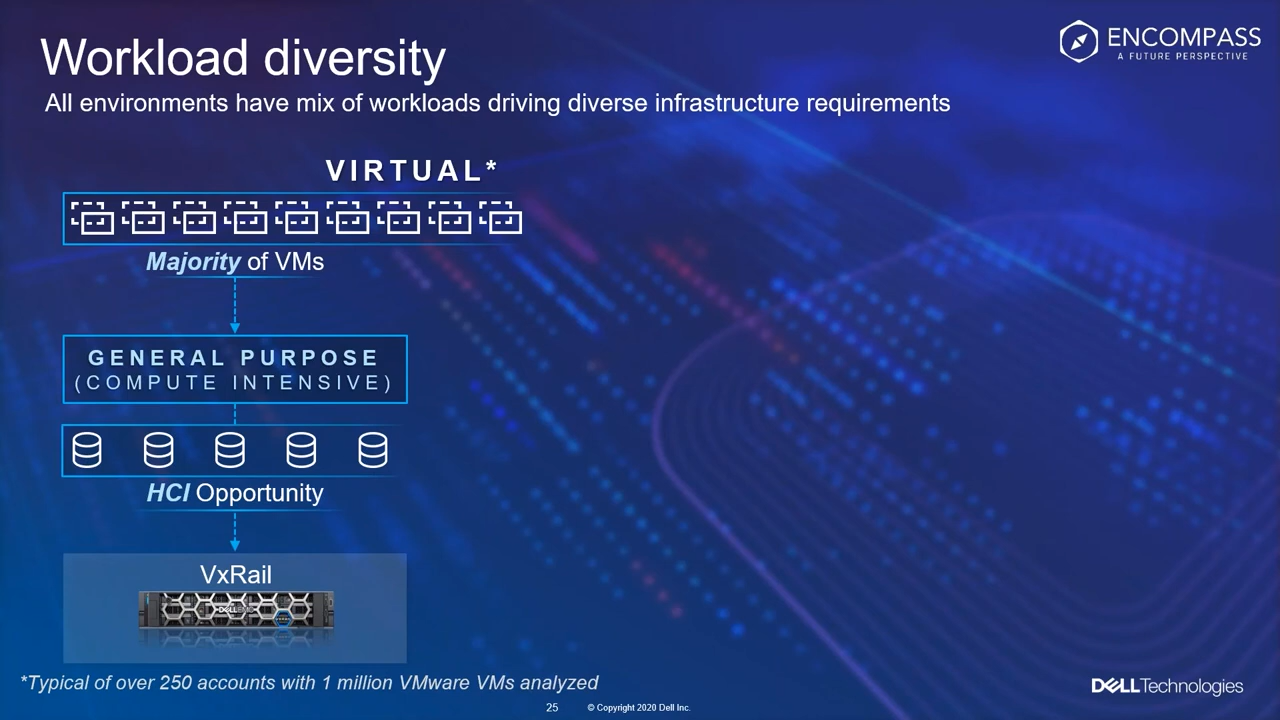 Workload diversity
All environments have mix of workloads driving diverse infrastructure requirements
ENCOMPASS
A FUTURE PERSPECTIVE
VIRTUAL*
Majority of VMs
GENERAL PURPOSE
(COMPUTE INTENSIVE)
HCI Opportunity
VxRail
DELLEMC
*Typical of over 250 accounts with 1 million VMware VMs analyzed
DELLTechnologies
25 © Copyright 2020 Dell Inc.